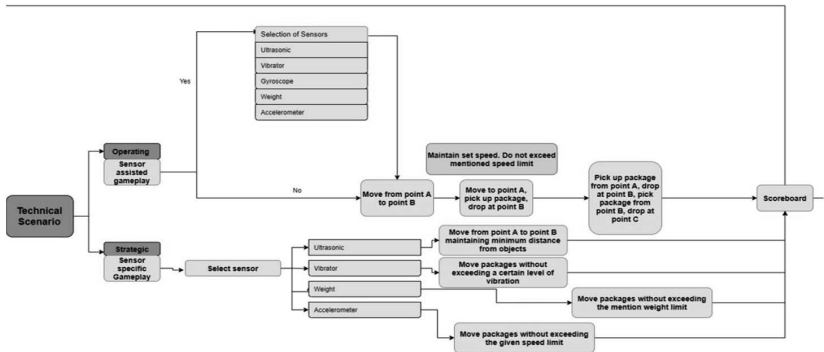 Selection of Sensors
Ultrasonic
Vibrator
Gyroscope
Weight
Accelerometer
Yes
Operating
Sensor
assisted
gameplay
No
Maintain set speed. Do not exceed
mentioned speed limit
Move from point A
to point B
Move to point A,
pick up package,
drop at point B
Pick up package
from point A, drop
at point B, pick
package from
point B, drop at
point C
Scoreboard
Technical
Scenario
Strategic
Sensor
specific
Gameplay
Select sensor
Ultrasonic
Vibrator
Weight
Accelerometer
Move from point A to point B
maintaining minimum distance
from objects
Move packages without
exceeding a certain level of
vibration
Move packages without exceeding
the mention weight limit
Move packages without exceeding
the given speed limit